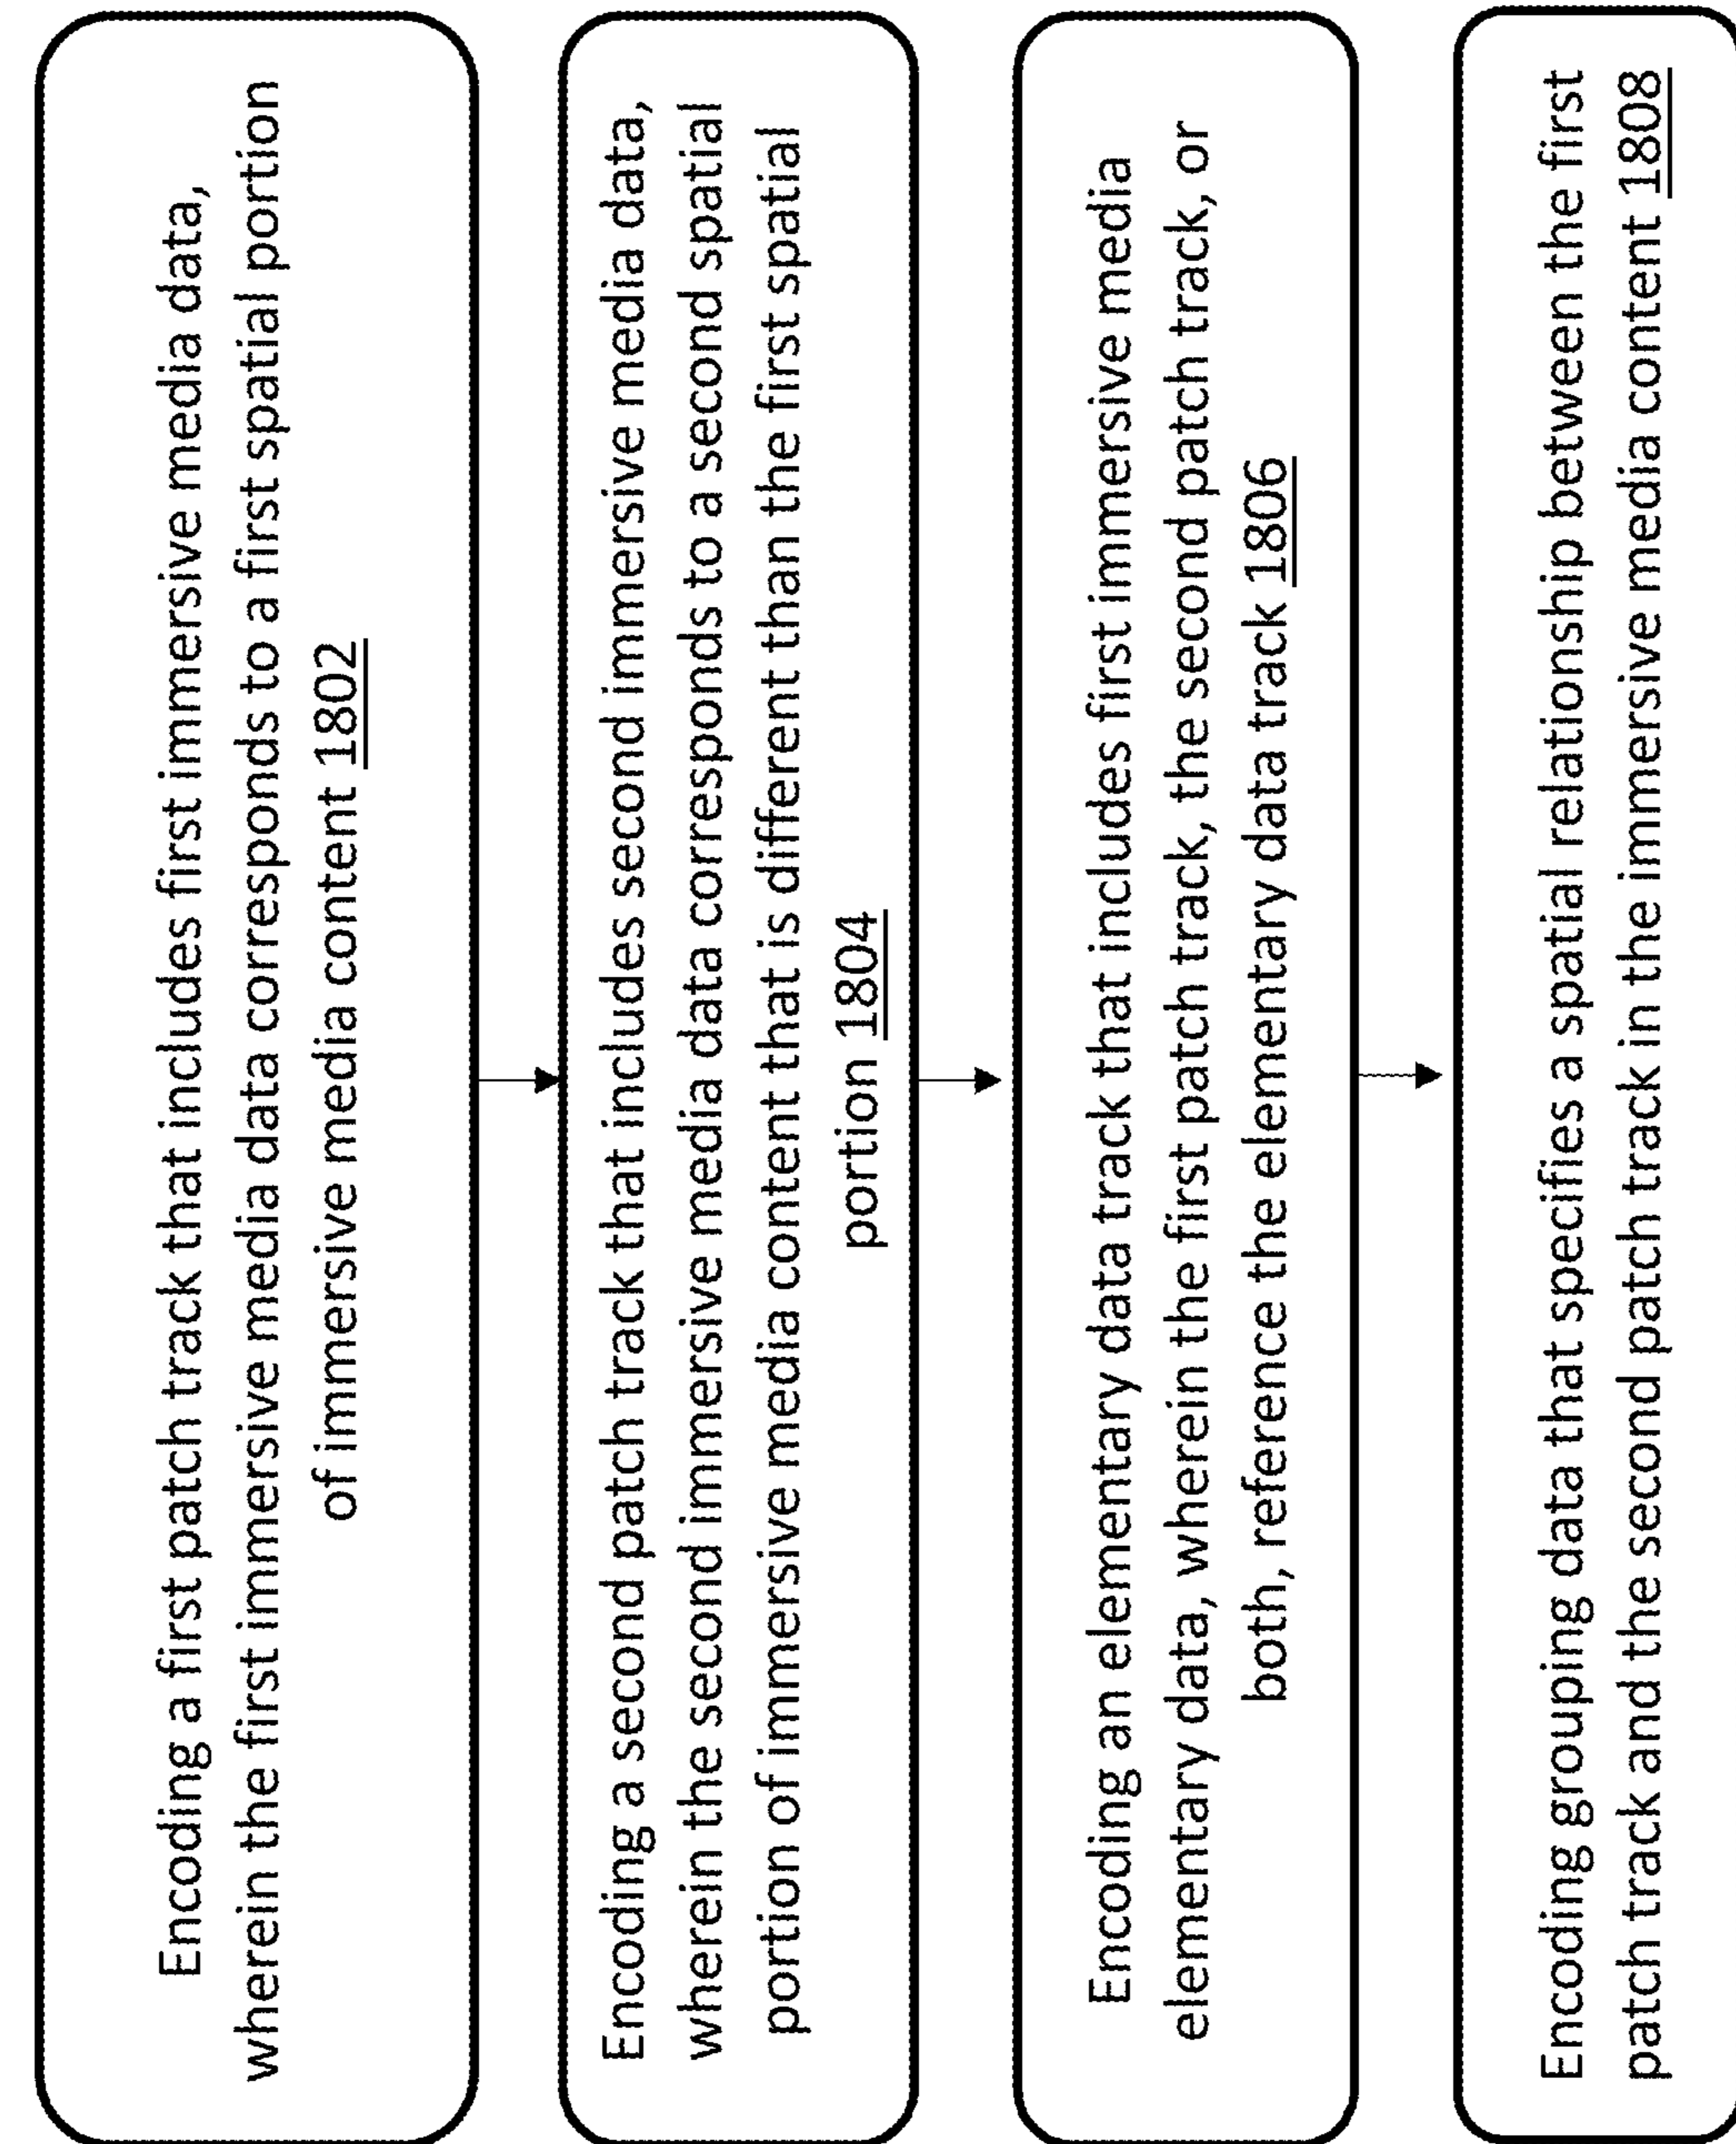 Encoding a first patch track that includes first immersive media data,
wherein the first immersive media data corresponds to a first spatial portion
of immersive media content 1802
Encoding a second patch track that includes second immersive media data,
wherein the second immersive media data corresponds to a second spatial
portion of immersive media content that is different than the first spatial
portion 1804
Encoding an elementary data track that includes first immersive media
elementary data, wherein the first patch track, the second patch track, or
both, reference the elementary data track 1806
Encoding grouping data that specifies a spatial relationship between the first
patch track and the second patch track in the immersive media content 1808